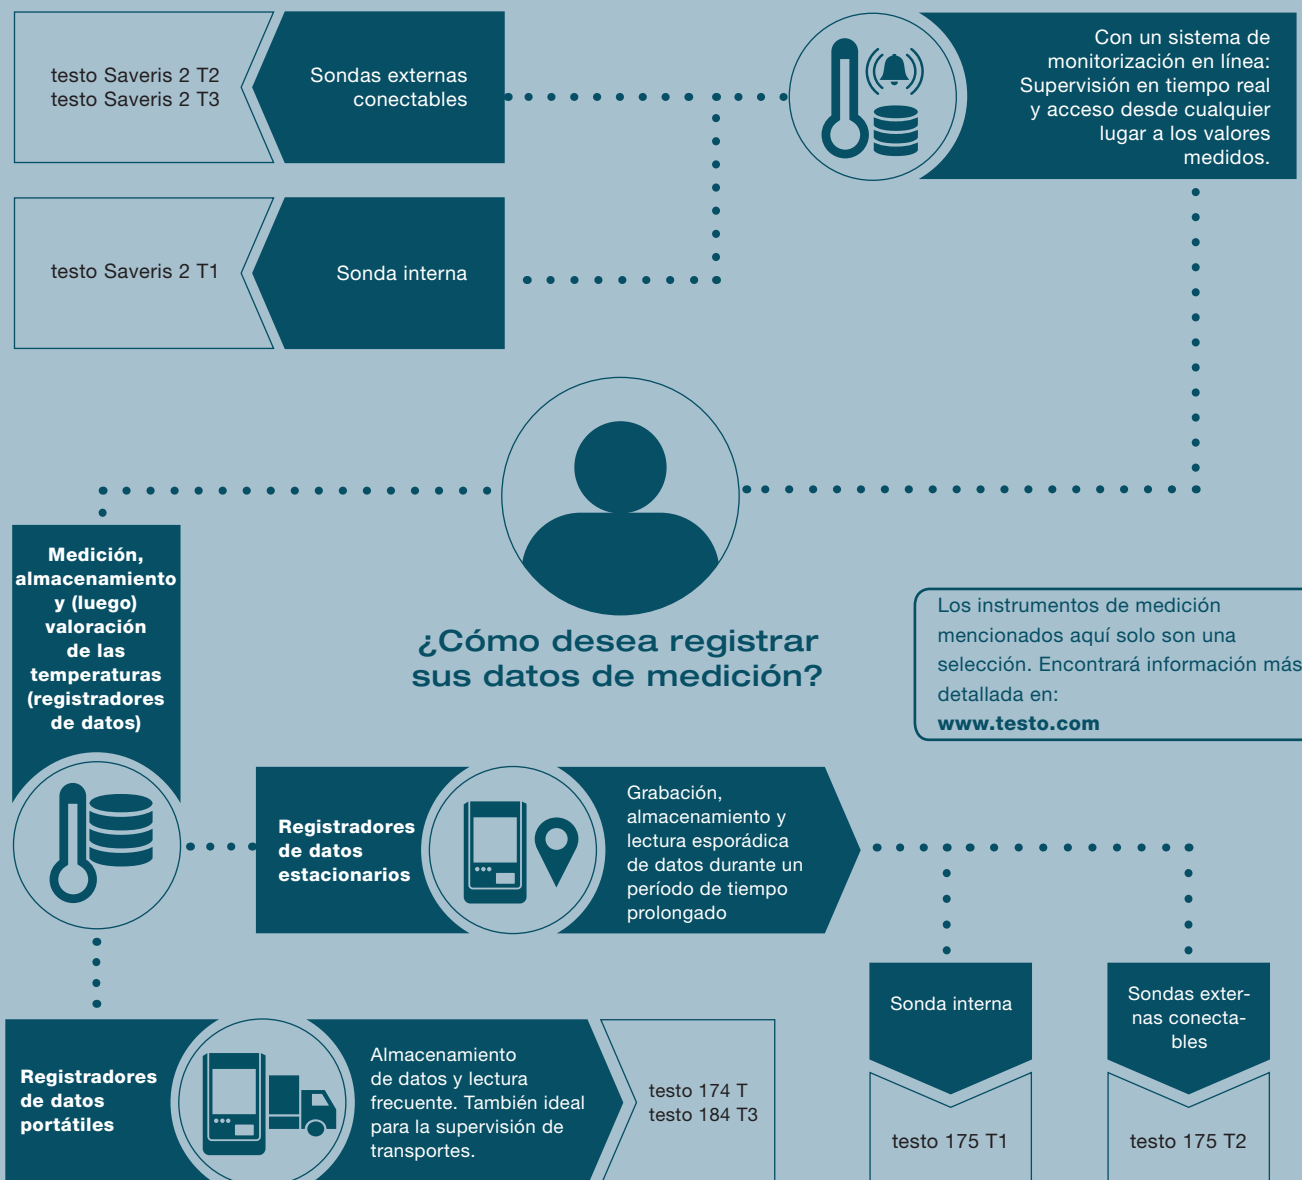 testo Saveris 2 T2
testo Saveris 2 T3
Sondas externas
conectables
Con un sistema de
monitorización en línea:
Supervisión en tiempo real
y acceso desde cualquier
lugar a los valores
medidos.
testo Saveris 2 T1
Sonda interna
¿Cómo desea registrar
sus datos de medición?
Medición,
almacenamiento
y (luego)
valoración
de las
temperaturas
(registradores
de datos)
Los instrumentos de medición
mencionados aquí solo son una
selección. Encontrará información más
detallada en:
www.testo.com
Registradores
de datos
estacionarios
Grabación,
almacenamiento y
lectura esporádica
de datos durante un
período de tiempo
prolongado
Sonda interna
testo 175 T1
Sondas exter-
nas conecta-
bles
testo 175 T2
Registradores
de datos
portátiles
Almacenamiento
de datos y lectura
frecuente. También ideal
para la supervisión de
transportes.
testo 174 T
testo 184 T3